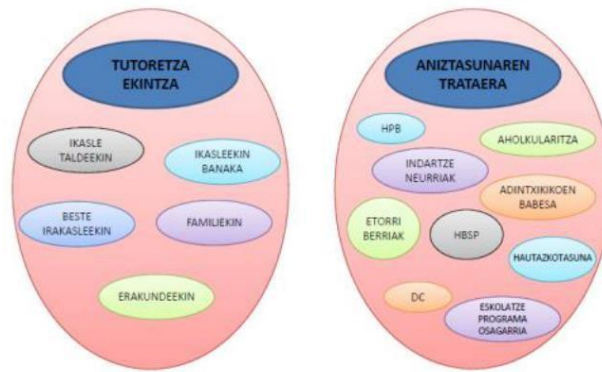 TUTORETZA
EKINTZA
IKASLE
TALDEEKIN
IKASLEEKIN
BANAKA
BESTE
IRAKASLEEKIN
FAMILIEKIN
ERAKUNDEEKIN
ANIZTASUNAREN
TRATAERA
HPB
AHOLKULARITZA
INDARTZE
NEURRIAK
ADINTXIKIKOEN
BABESA
ETORRI
BERRIAK
HBSP
HAUTAZKOTASUNA
DC
ESKOLATZE
PROGRAMA
OSAGARRIA